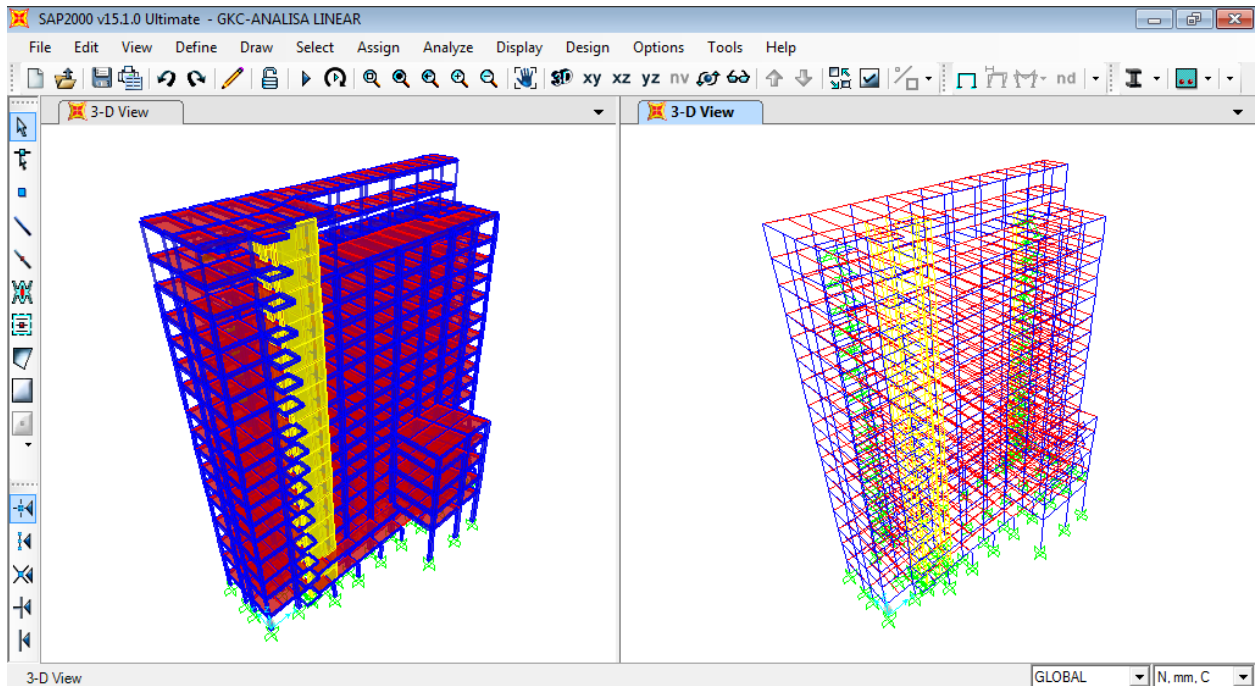 SAP2000 v15.1.0 Ultimate - GKC-ANALISA LINEAR
File Edit View Define Draw Select Assign Analyze Display Design Options Tools Help
3D xy xz yz nv nd
3-D View
3-D View
3-D View
GLOBAL
N, mm, C